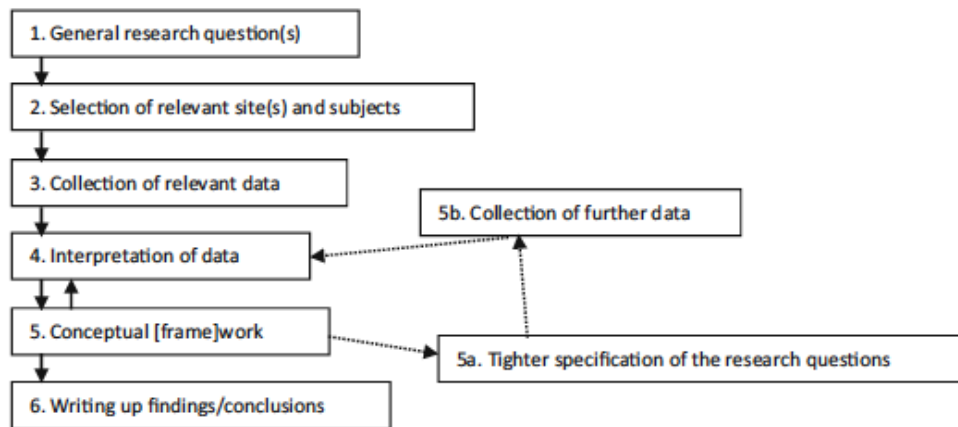 1. General research question(s)
2. Selection of relevant site(s) and subjects
3. Collection of relevant data
5b. Collection of further data
4. Interpretation of data
5. Conceptual [frame]work
5a. Tighter specification of the research questions
6. Writing up findings/conclusions